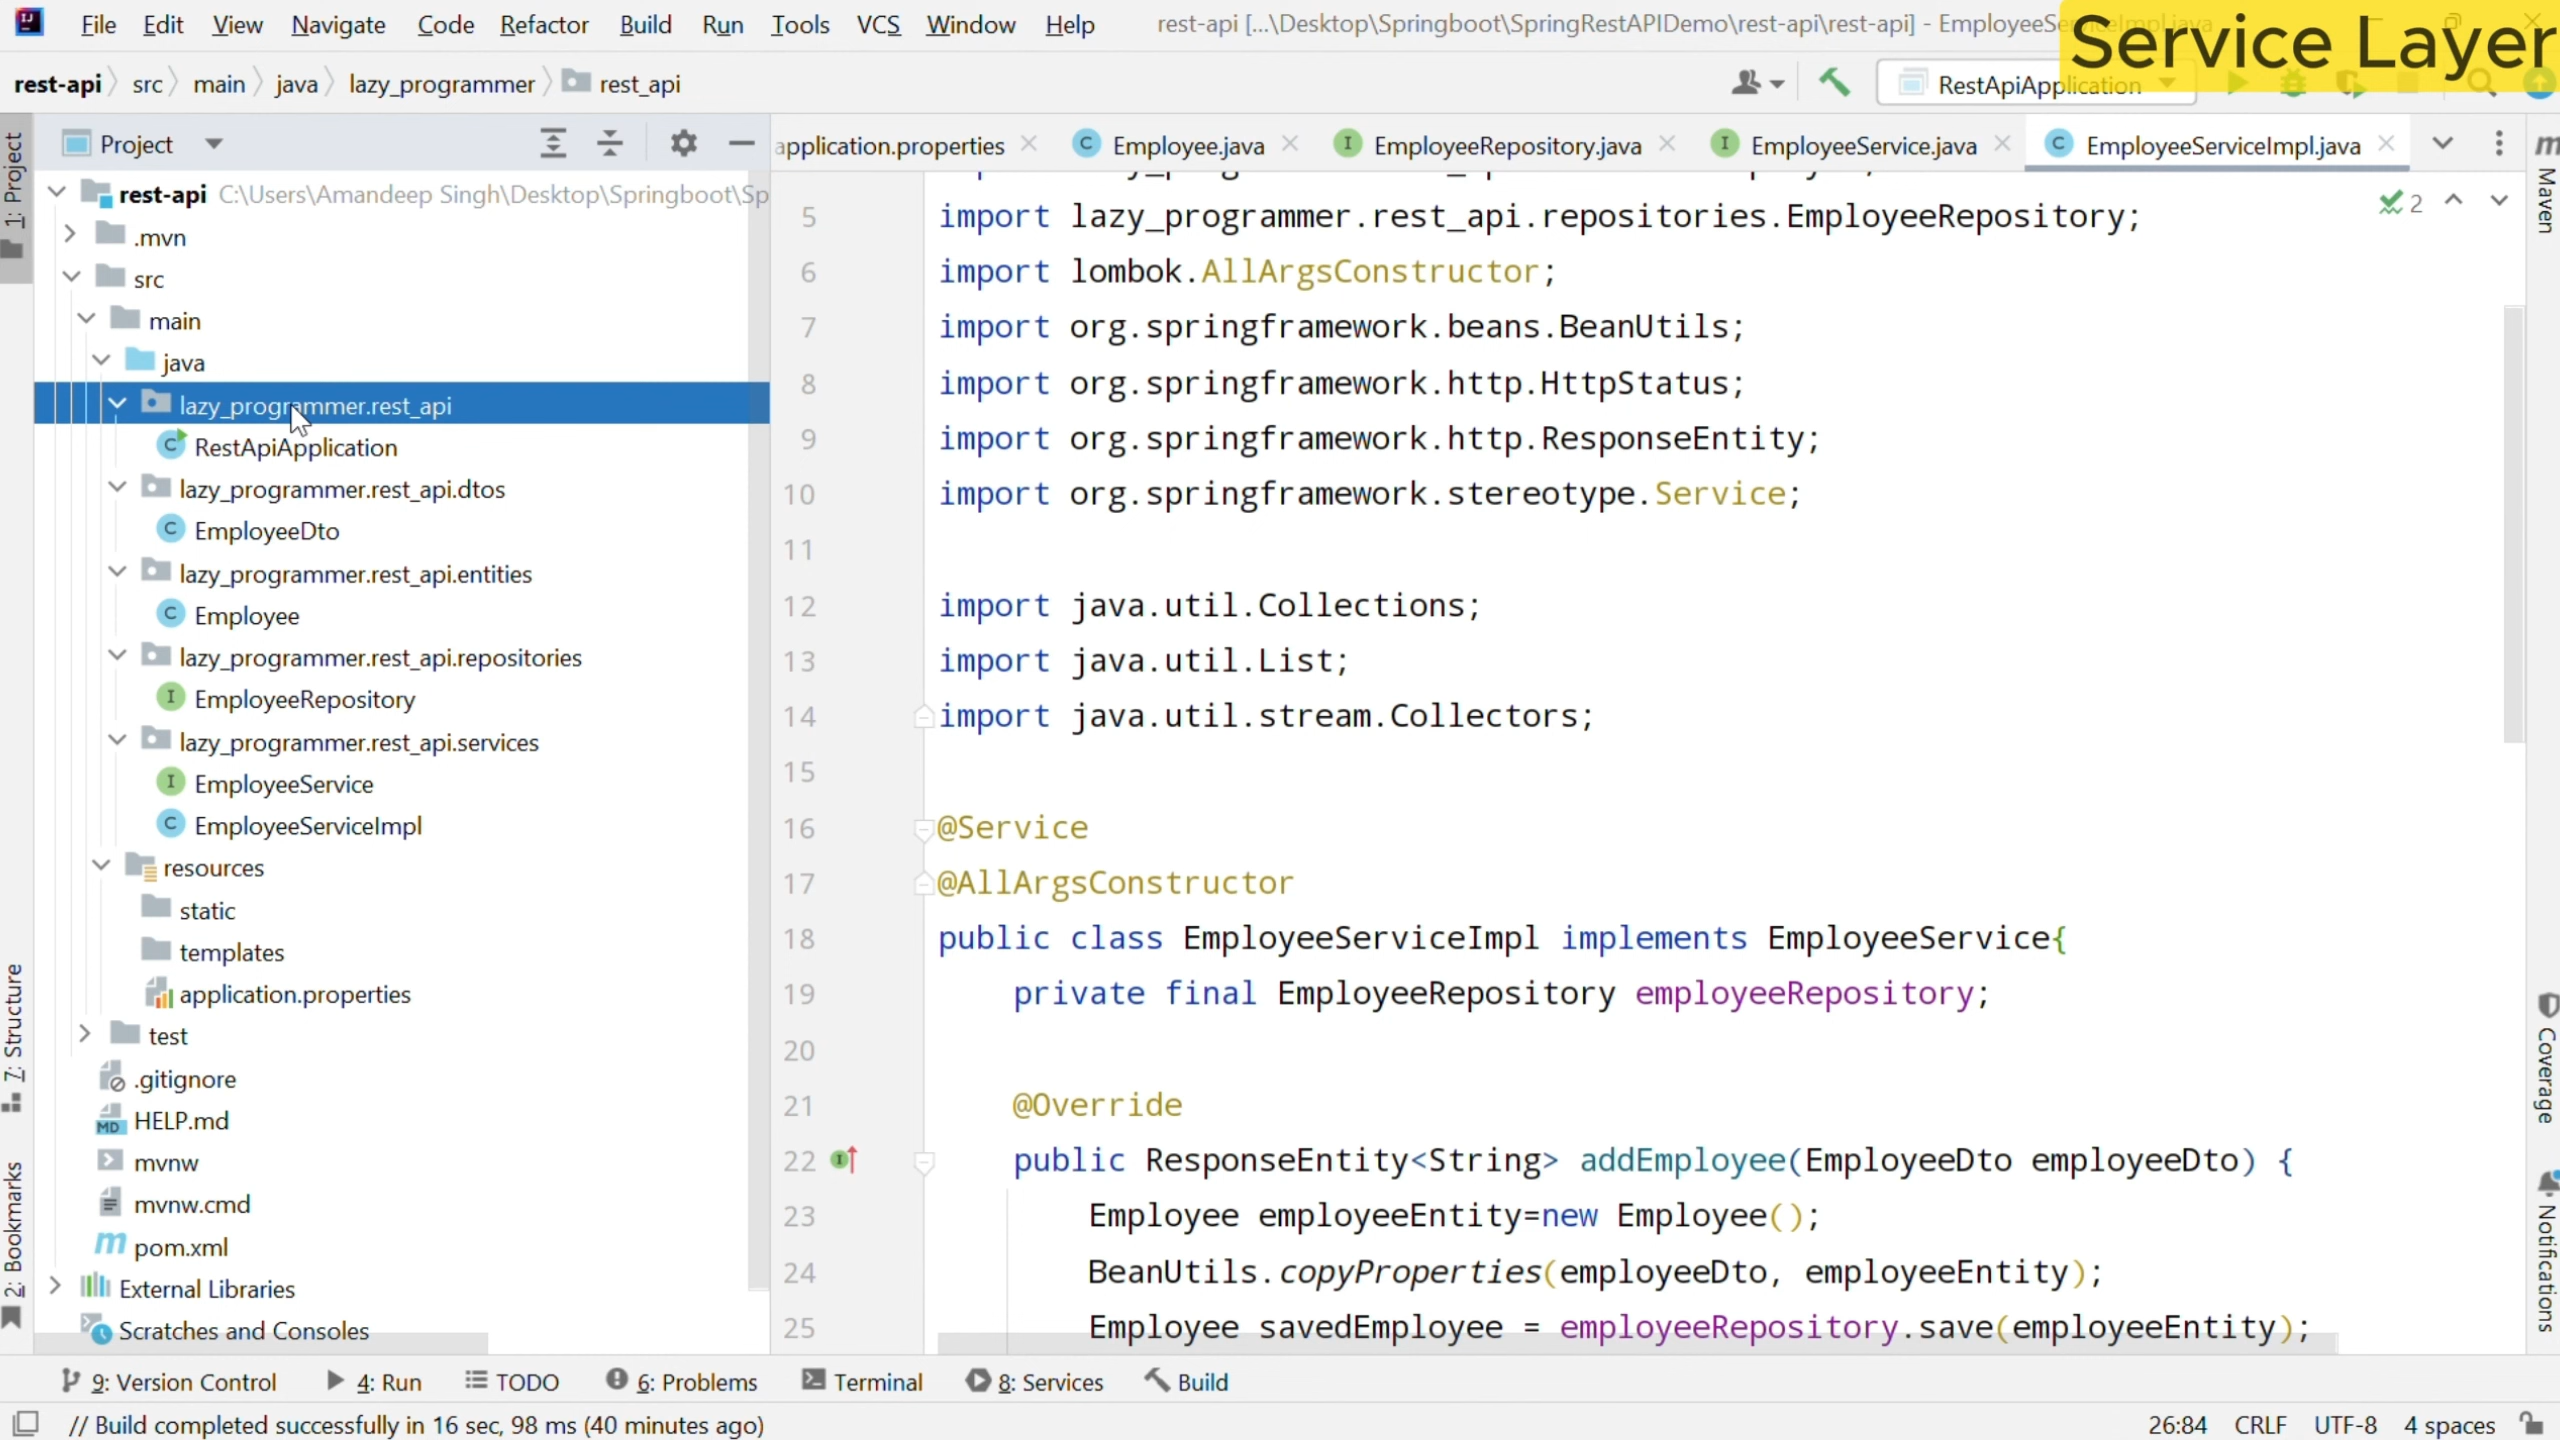 File Edit View Navigate Code Refactor Build Run Tools VCS Window Help rest-api [...\Desktop\Springboot\SpringRestAPIDemo\rest-api\rest-api] - EmployeeServiceImpl.java
Service Layer
rest-api src main java lazy_programmer rest_api RestApiApplication
Project
application.properties Employee.java EmployeeRepository.java EmployeeService.java EmployeeServiceImpl.java
1: Project
7: Structure
2: Bookmarks
rest-api C:\Users\Amandeep Singh\Desktop\Springboot\Sp
.mvn
src
main
java
lazy_programmer.rest_api
RestApiApplication
lazy_programmer.rest_api.dtos
EmployeeDto
lazy_programmer.rest_api.entities
Employee
lazy_programmer.rest_api.repositories
EmployeeRepository
lazy_programmer.rest_api.services
EmployeeService
EmployeeServiceImpl
resources
static
templates
application.properties
test
.gitignore
HELP.md
mvnw
mvnw.cmd
pom.xml
External Libraries
Scratches and Consoles
5 import lazy_programmer.rest_api.repositories.EmployeeRepository;
6 import lombok.AllArgsConstructor;
7 import org.springframework.beans.BeanUtils;
8 import org.springframework.http.HttpStatus;
9 import org.springframework.http.ResponseEntity;
10 import org.springframework.stereotype.Service;
11
12 import java.util.Collections;
13 import java.util.List;
14 import java.util.stream.Collectors;
15
16 @Service
17 @AllArgsConstructor
18 public class EmployeeServiceImpl implements EmployeeService{
19 private final EmployeeRepository employeeRepository;
20
21 @Override
22 public ResponseEntity<String> addEmployee(EmployeeDto employeeDto) {
23 Employee employeeEntity=new Employee();
24 BeanUtils.copyProperties(employeeDto, employeeEntity);
25 Employee savedEmployee = employeeRepository.save(employeeEntity);
2
Maven
Coverage
Notifications
9: Version Control 4: Run TODO 6: Problems Terminal 8: Services Build
// Build completed successfully in 16 sec, 98 ms (40 minutes ago) 26:84 CRLF UTF-8 4 spaces